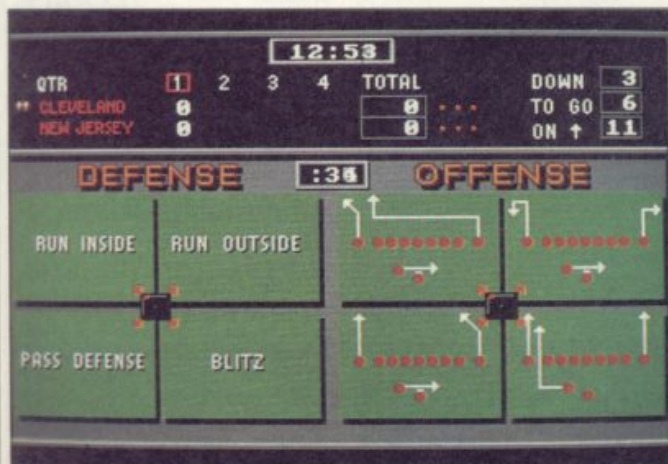 12:53
QTR 1 2 3 4 TOTAL DOWN 3
" CLEVELAND 0 0 ... TO GO 6
NEW JERSEY 0 0 ... ON ↑ 11
DEFENSE OFFENSE
RUN INSIDE RUN OUTSIDE
PASS DEFENSE BLITZ